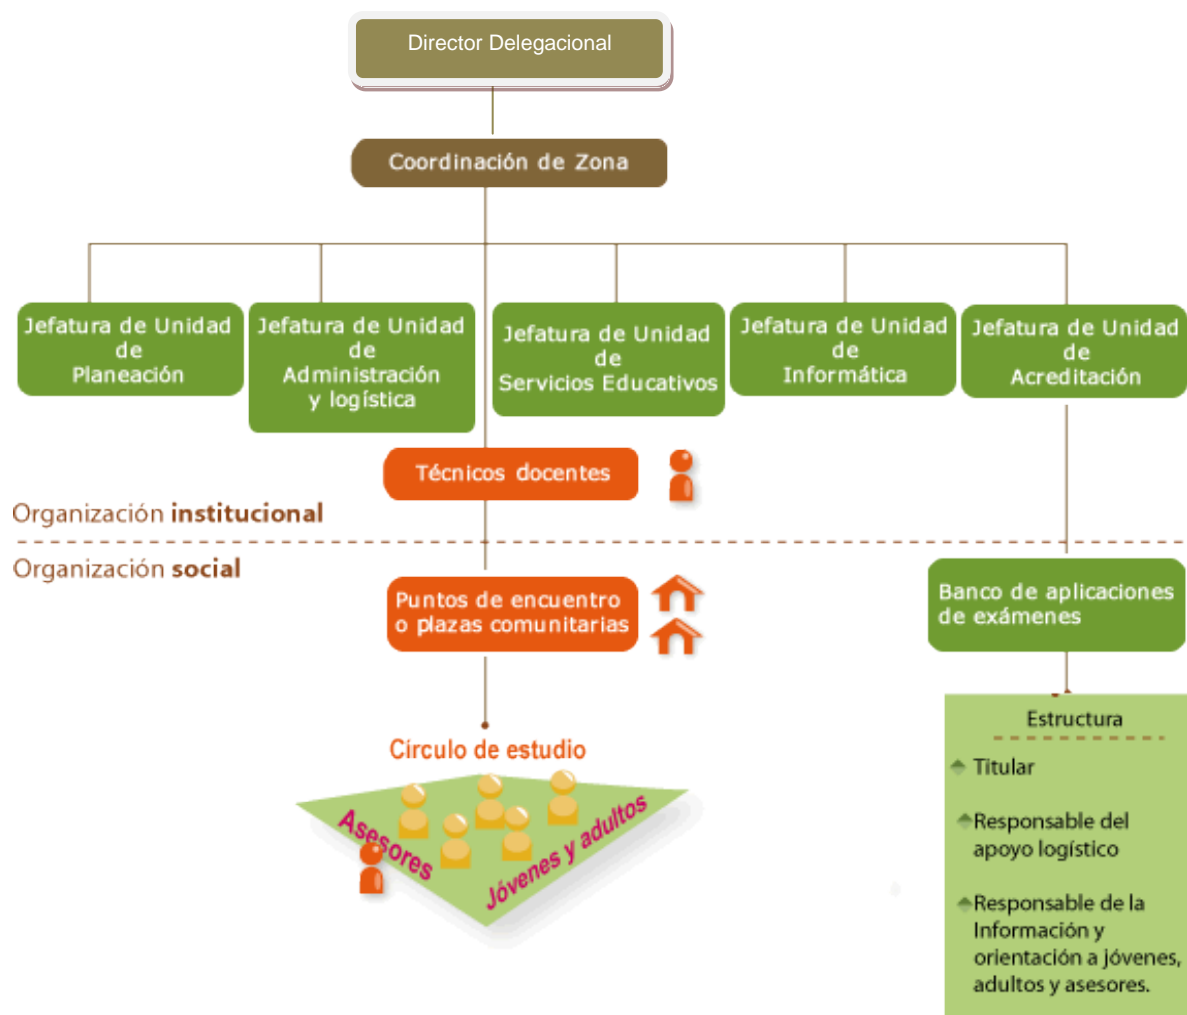 Director Delegacional
Coordinación de Zona
Jefatura de Unidad
de
Planeación
Jefatura de Unidad
de
Administración
y logística
Jefatura de Unidad
de
Servicios Educativos
Jefatura de Unidad
de
Informática
Jefatura de Unidad
de
Acreditación
Técnicos docentes
Organización institucional
Organización social
Puntos de encuentro
o plazas comunitarias
Banco de aplicaciones
de exámenes
Círculo de estudio
Asesores
Jóvenes y adultos
Estructura
Titular
Responsable del
apoyo logístico
Responsable de la
Información y
orientación a jóvenes,
adultos y asesores.